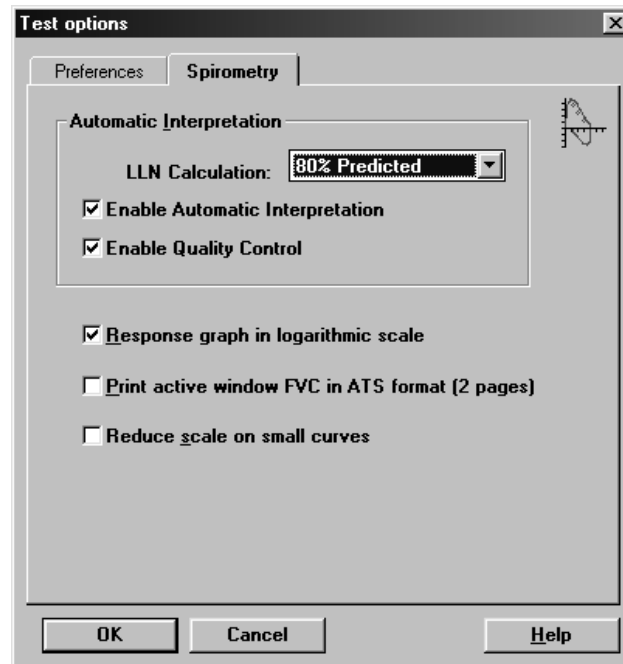 Test options
Preferences
Spirometry
Automatic Interpretation
LLN Calculation: 80% Predicted
Enable Automatic Interpretation
Enable Quality Control
Response graph in logarithmic scale
Print active window FVC in ATS format (2 pages)
Reduce scale on small curves
OK Cancel Help